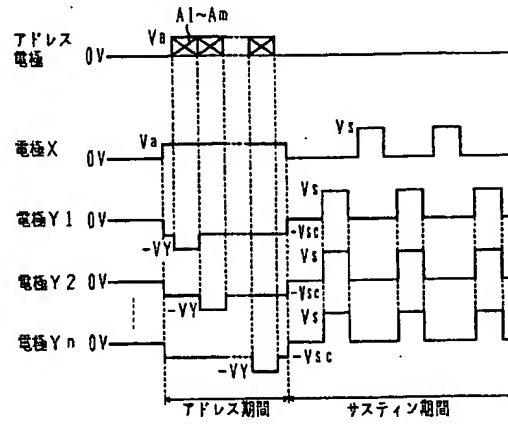 A1~Am
アドレス電極 0V Va
電極X 0V Va Vs
電極Y1 0V -VY Vs -Vsc
電極Y2 0V -VY Vs -Vsc
電極Yn 0V -VY Vs -Vsc
アドレス期間 サスティン期間